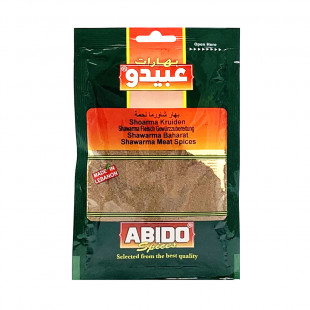 Open Here
بهارات
عبيدو®
بهار شاورما نجمة
Shoarma Kruiden
Shawarma Fleisch Gewürzzubereitung
Shawarma Baharat
Shawarma Meat Spices
MADE IN
LEBANON
ABIDO
Spices
Selected from the best quality